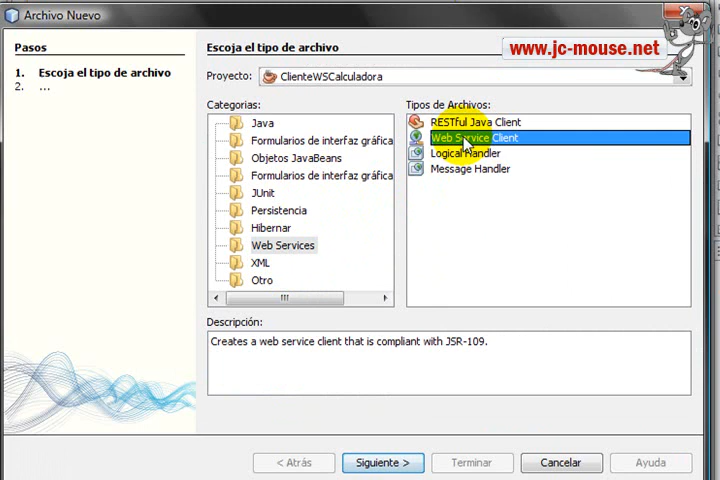 Archivo Nuevo
www.jc-mouse.net
Pasos
1. Escoja el tipo de archivo
2. ...
Escoja el tipo de archivo
Proyecto: ClienteWSCalculadora
Categorías:
Java
Formularios de interfaz gráfica
Objetos JavaBeans
Formularios de interfaz gráfica
JUnit
Persistencia
Hibernar
Web Services
XML
Otro
Tipos de Archivos:
RESTful Java Client
Web Service Client
Logical Handler
Message Handler
Descripción:
Creates a web service client that is compliant with JSR-109.
< Atrás
Siguiente >
Terminar
Cancelar
Ayuda